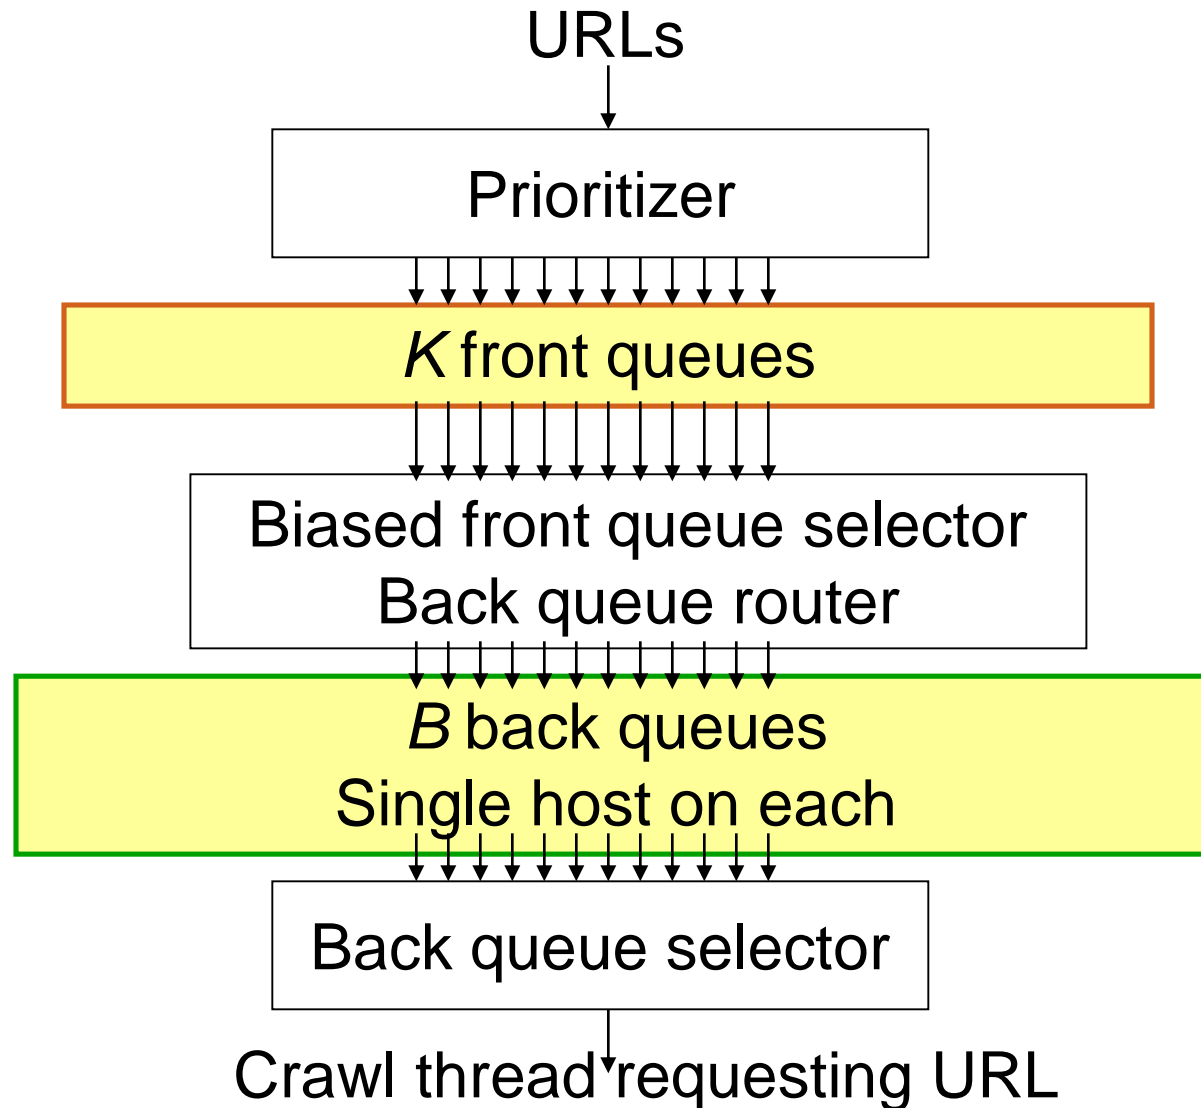 URLs
Prioritizer
K front queues
Biased front queue selector
Back queue router
B back queues
Single host on each
Back queue selector
Crawl thread requesting URL